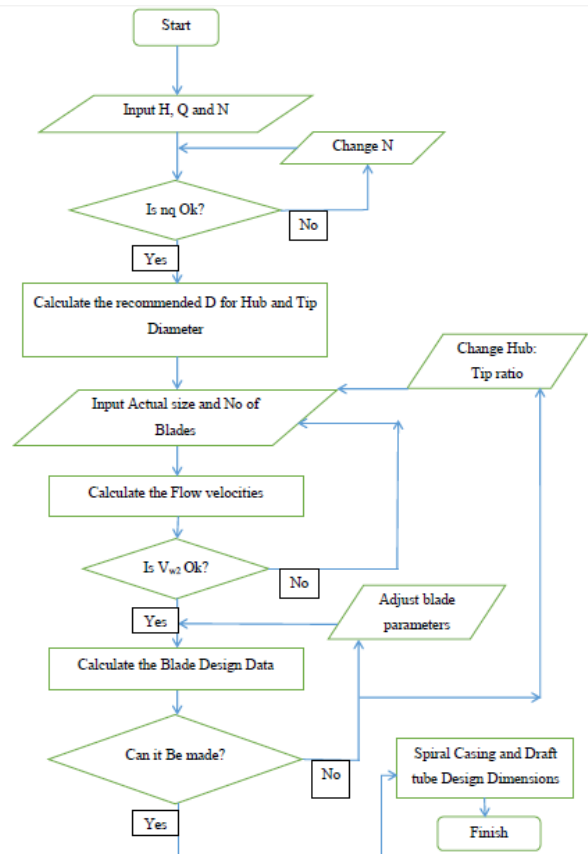 Start
Input H, Q and N
Change N
Is nq Ok?
No
Yes
Calculate the recommended D for Hub and Tip
Diameter
Change Hub:
Tip ratio
Input Actual size and No of
Blades
Calculate the Flow velocities
Is Vw2 Ok?
No
Yes
Adjust blade
parameters
Calculate the Blade Design Data
Can it Be made?
No
Yes
Spiral Casing and Draft
tube Design Dimensions
Finish